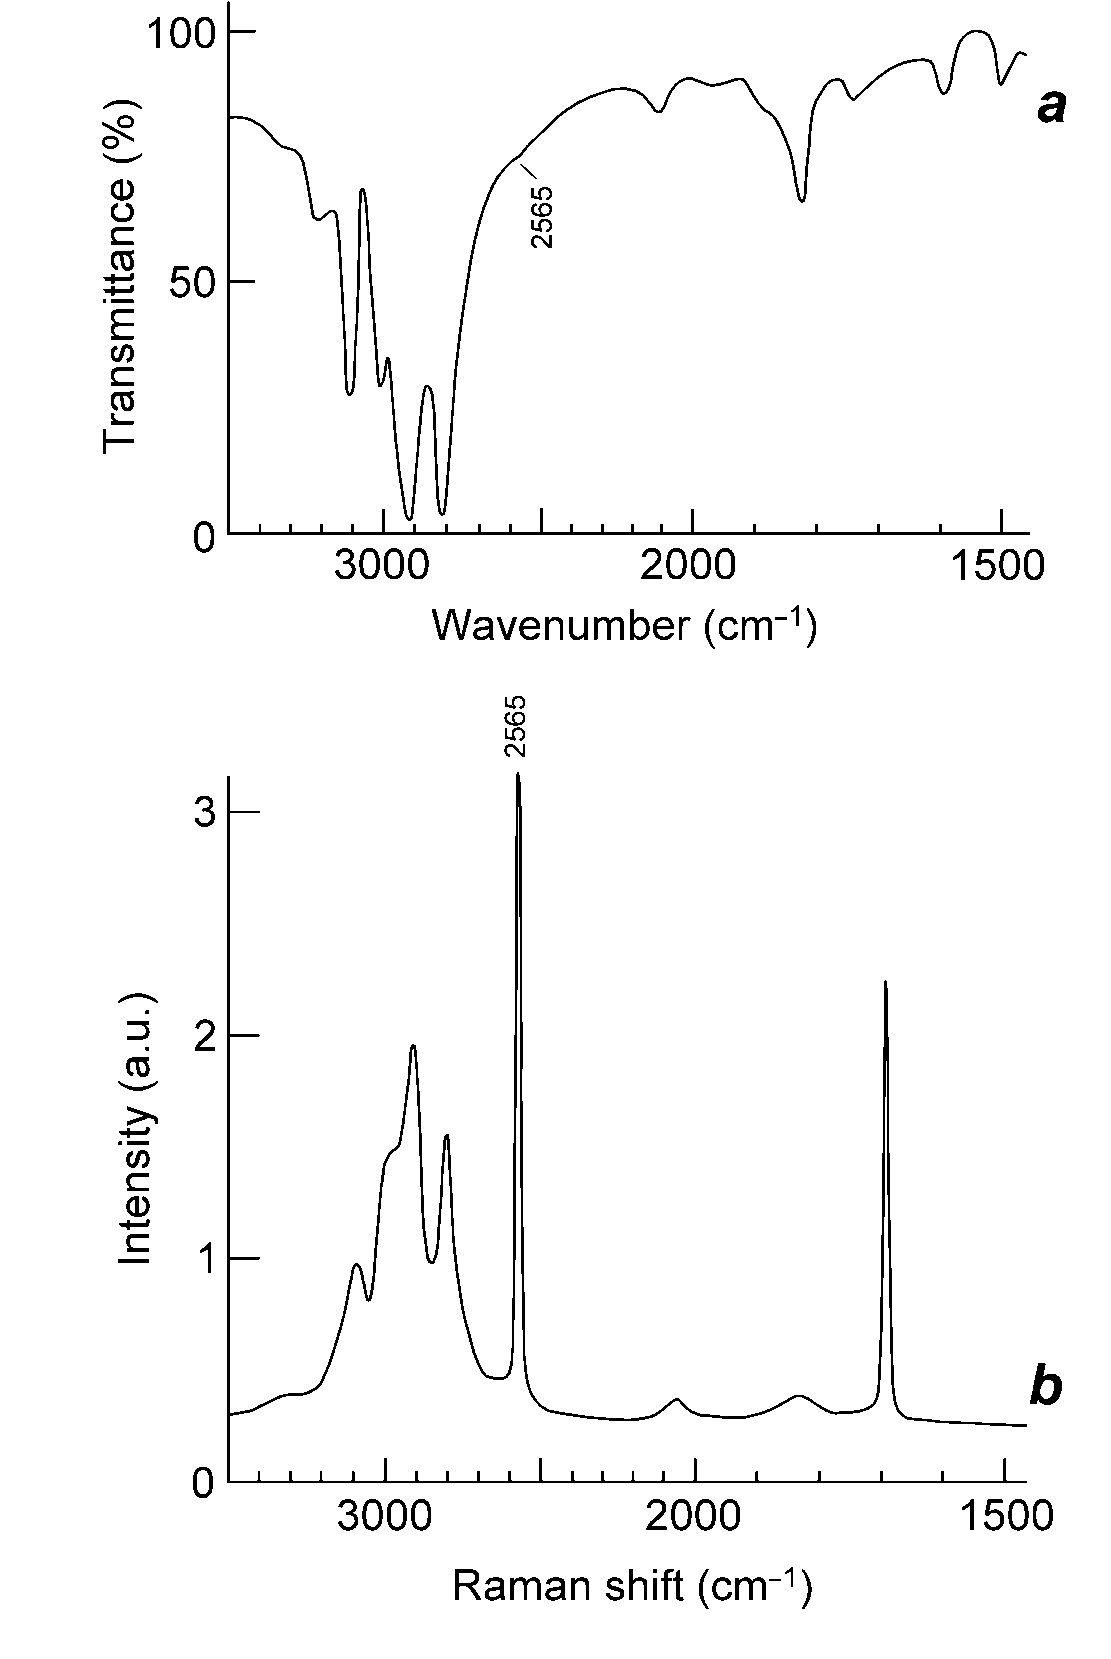 100
a
Transmittance (%)
50
2565
0
3000 2000 1500
Wavenumber (cm⁻¹)
2565
3
2
Intensity (a.u.)
1
b
0
3000 2000 1500
Raman shift (cm⁻¹)